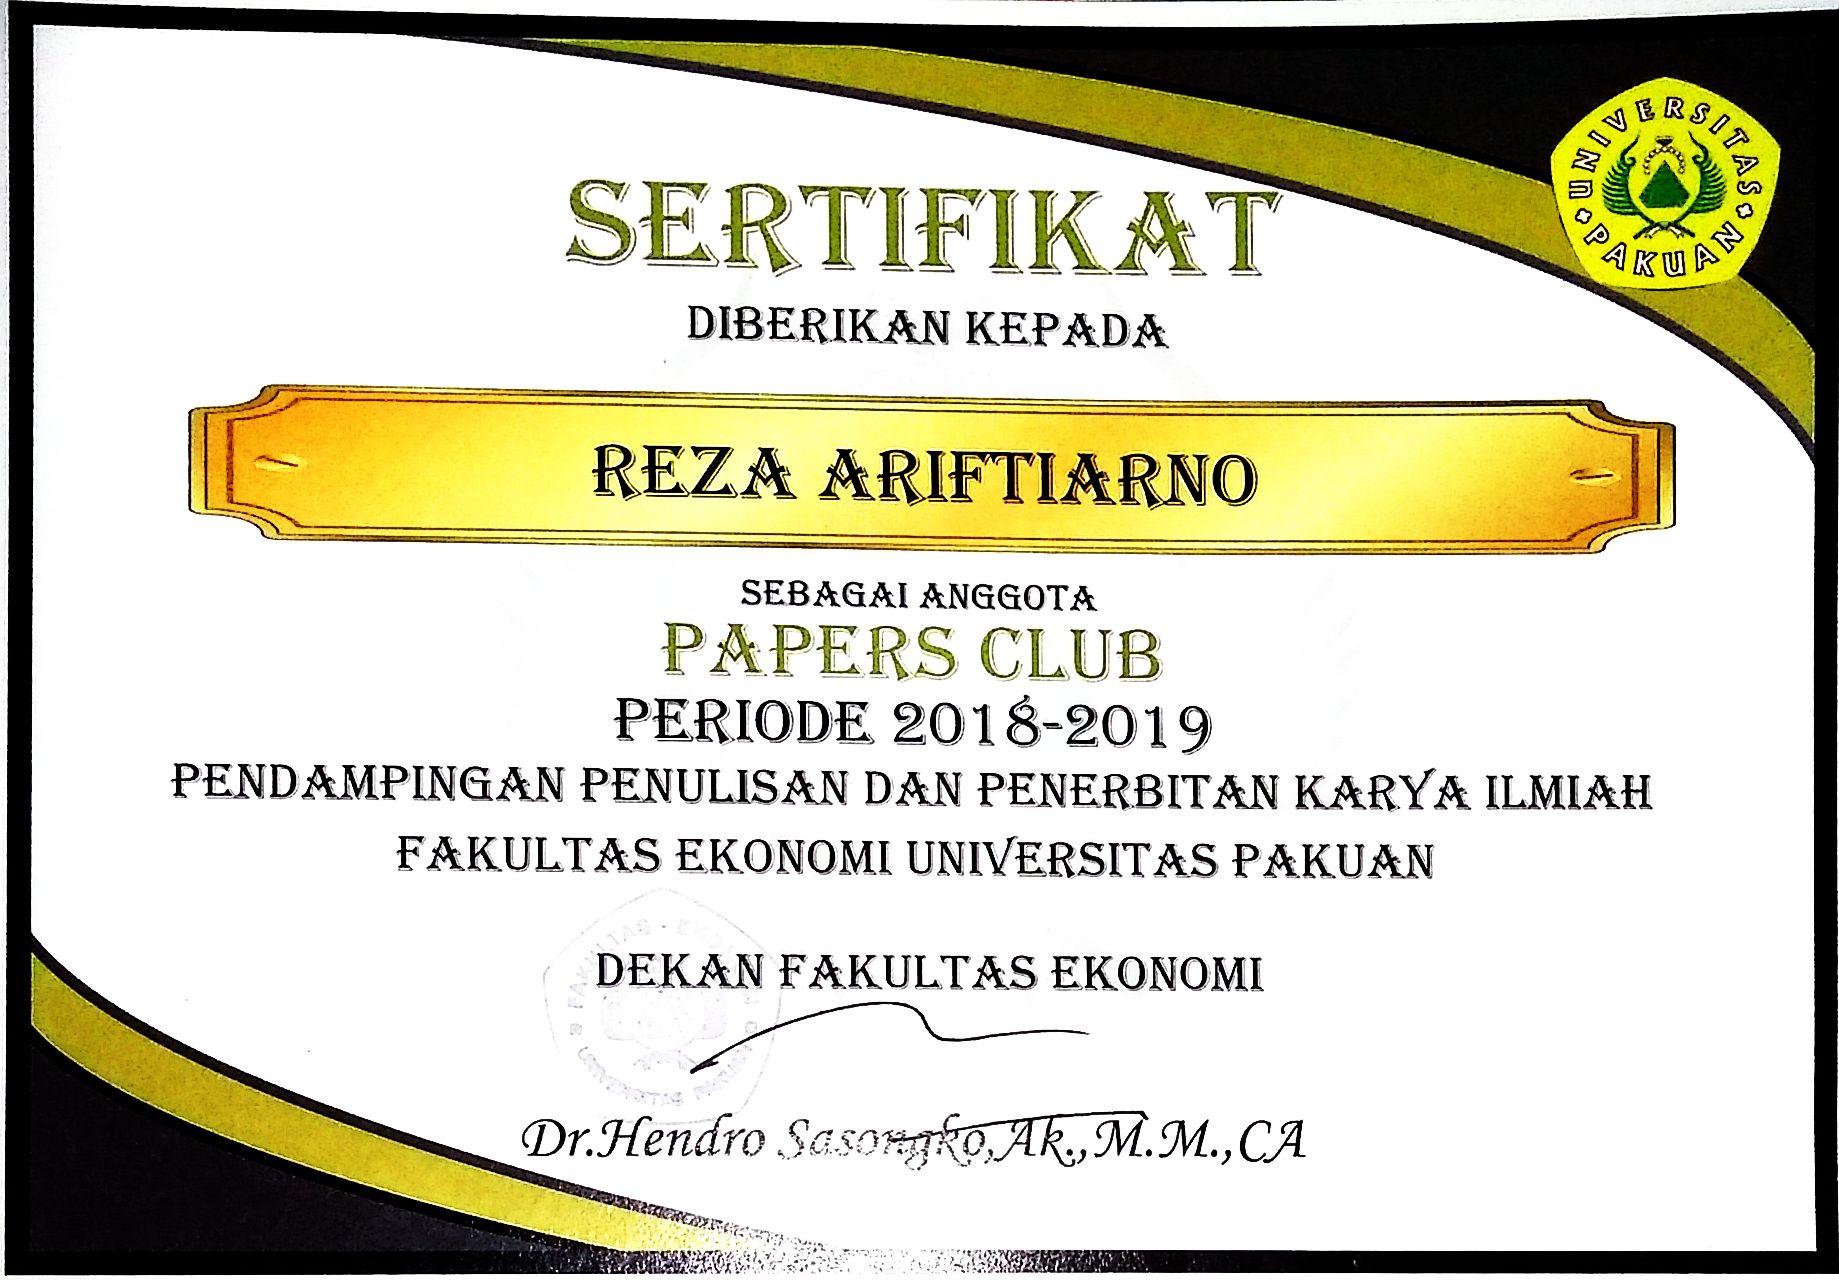 UNIVERSITAS PAKUAN
SERTIFIKAT
DIBERIKAN KEPADA
REZA ARIFTIARNO
SEBAGAI ANGGOTA
PAPERS CLUB
PERIODE 2018-2019
PENDAMPINGAN PENULISAN DAN PENERBITAN KARYA ILMIAH
FAKULTAS EKONOMI UNIVERSITAS PAKUAN
DEKAN FAKULTAS EKONOMI
Dr.Hendro Sasongko,Ak.,M.M.,CA